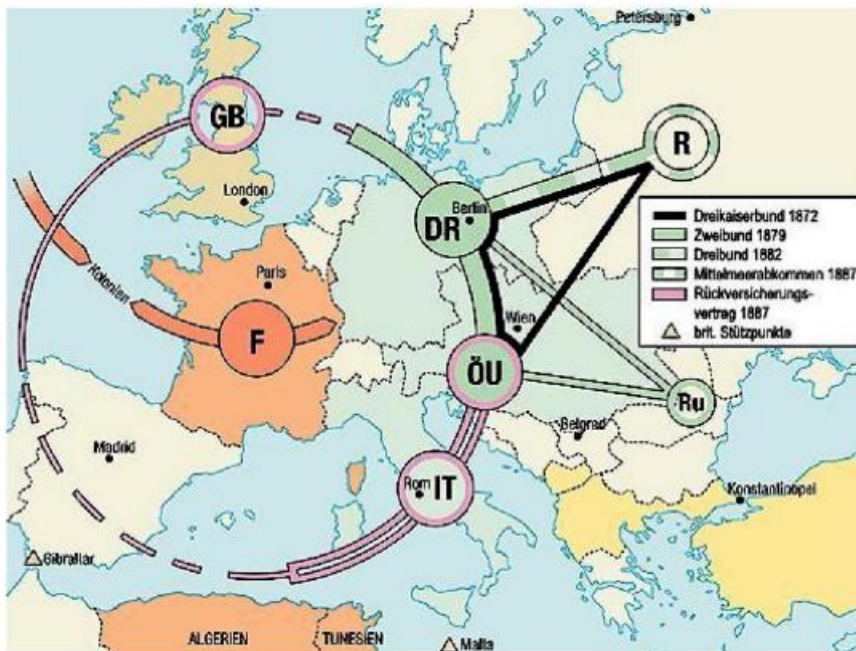 Petersburg
GB
R
London
Berlin
DR
Dreikaiserbund 1872
Zweibund 1879
Dreibund 1882
Mittelmeerabkommen 1887
Rückversicherungs-
vertrag 1887
brit. Stützpunkte
Kolonien
Paris
F
Wien
ÖU
Ru
Belgrad
Madrid
Rom
IT
Konstantinopel
Gibraltar
ALGERIEN
TUNESIEN
Malta